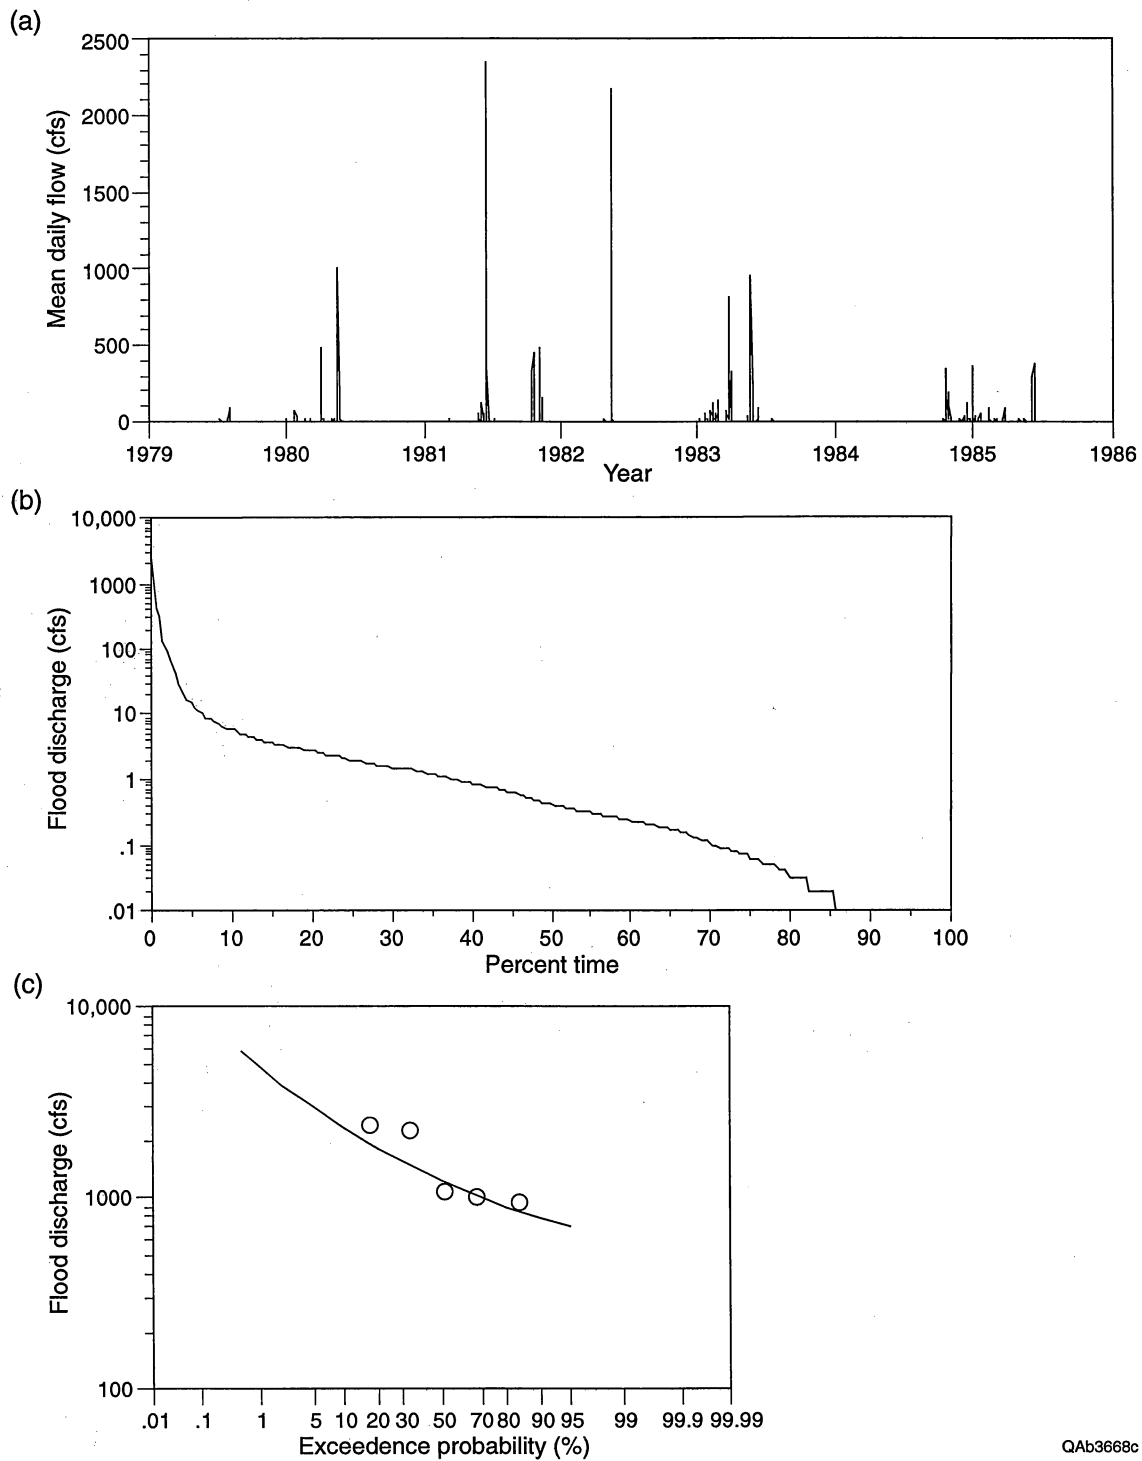 (a)
2500
2000
1500
1000
500
0
Mean daily flow (cfs)
1979 1980 1981 1982 1983 1984 1985 1986
Year
(b)
10,000
1000
100
10
1
.1
.01
Flood discharge (cfs)
0 10 20 30 40 50 60 70 80 90 100
Percent time
(c)
10,000
1000
100
Flood discharge (cfs)
.01 .1 1 5 10 20 30 50 70 80 90 95 99 99.9 99.99
Exceedence probability (%)
QAb3668c